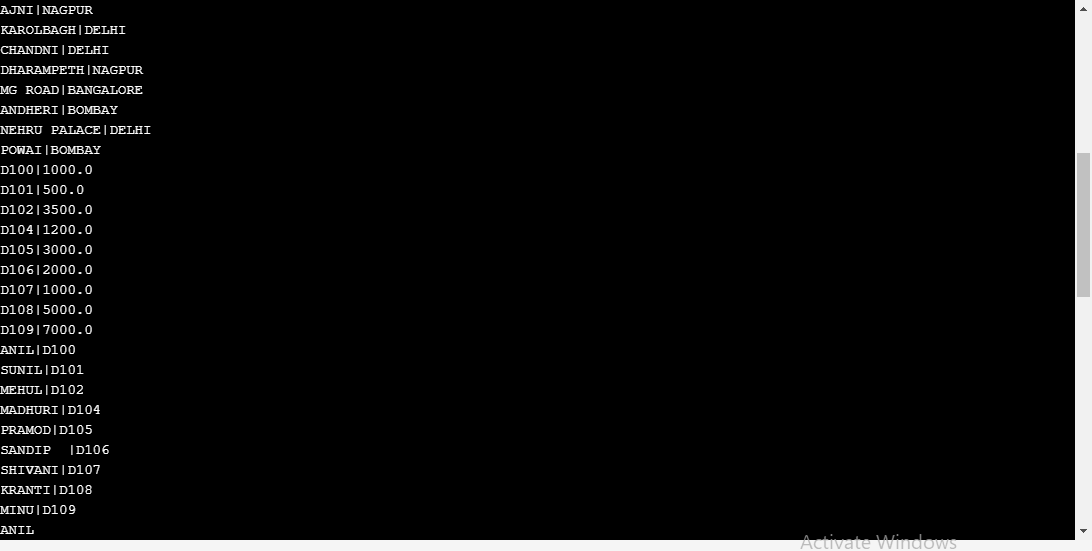 AJNI|NAGPUR
KAROLBAGH|DELHI
CHANDNI|DELHI
DHARAMPETH|NAGPUR
MG ROAD|BANGALORE
ANDHERI|BOMBAY
NEHRU PALACE|DELHI
POWAI|BOMBAY
D100|1000.0
D101|500.0
D102|3500.0
D104|1200.0
D105|3000.0
D106|2000.0
D107|1000.0
D108|5000.0
D109|7000.0
ANIL|D100
SUNIL|D101
MEHUL|D102
MADHURI|D104
PRAMOD|D105
SANDIP  |D106
SHIVANI|D107
KRANTI|D108
MINU|D109
ANIL
Activate Windows